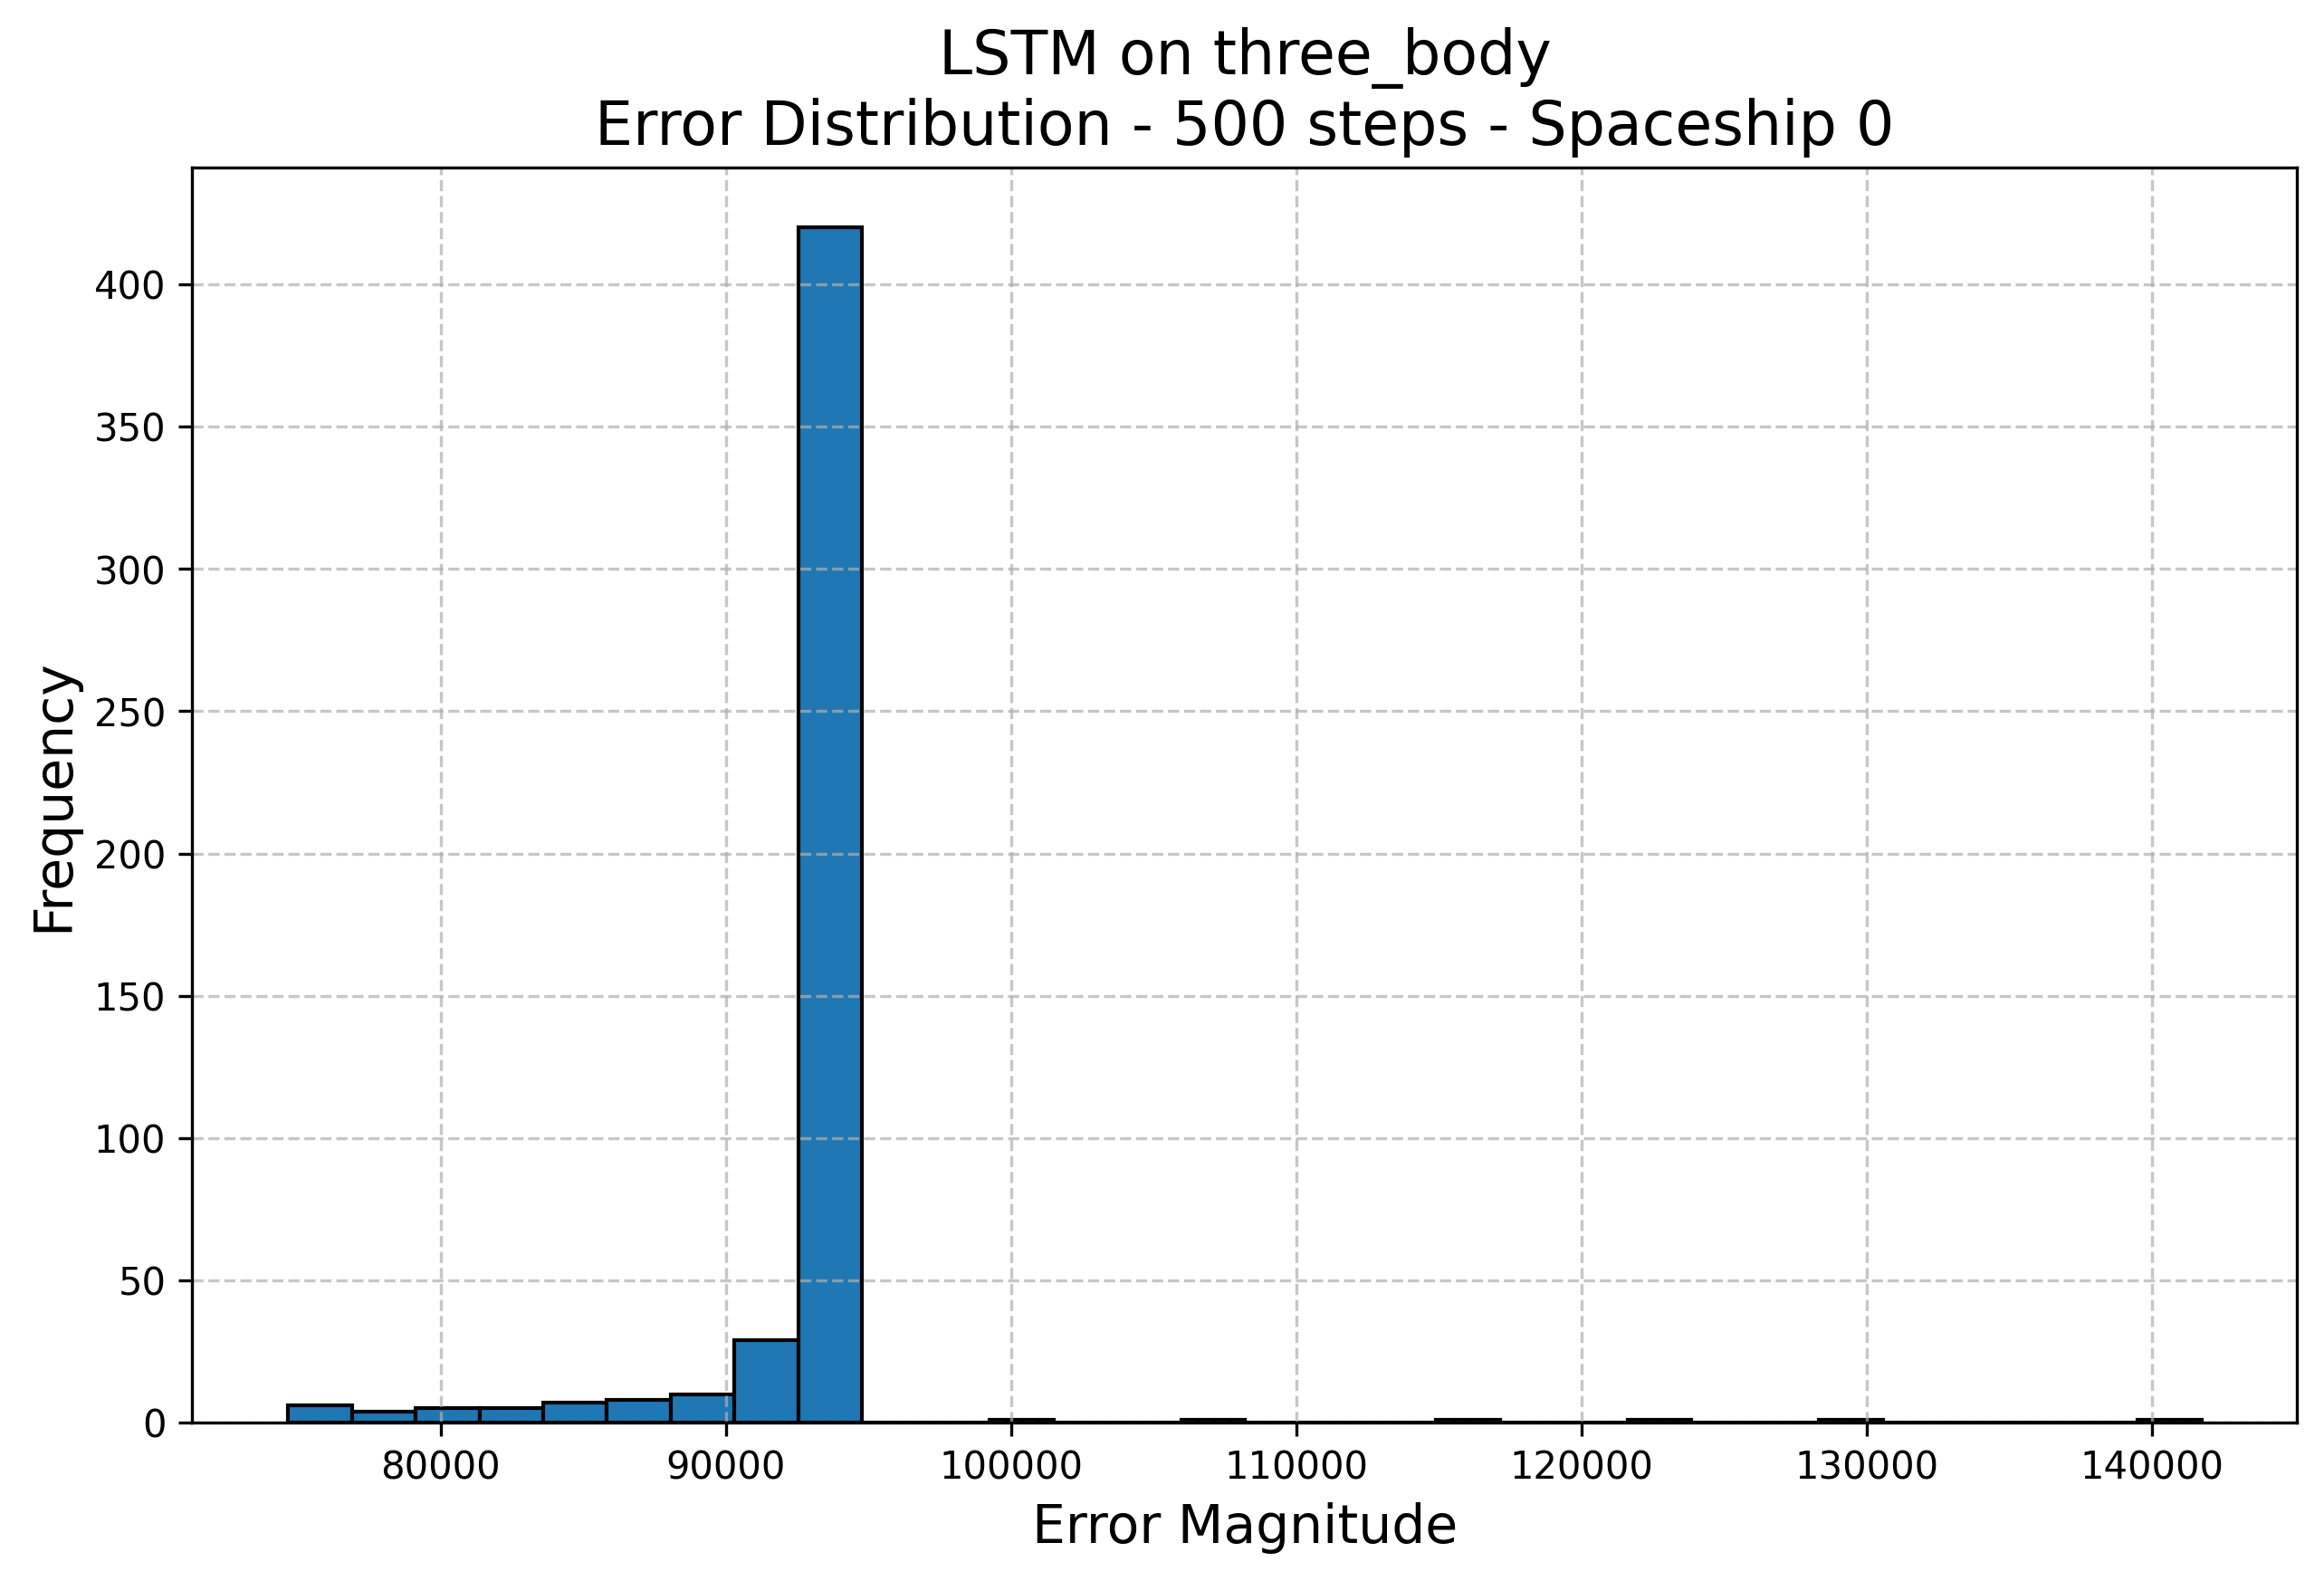 LSTM on three_body
Error Distribution - 500 steps - Spaceship 0
Frequency
400
350
300
250
200
150
100
50
0
80000 90000 100000 110000 120000 130000 140000
Error Magnitude